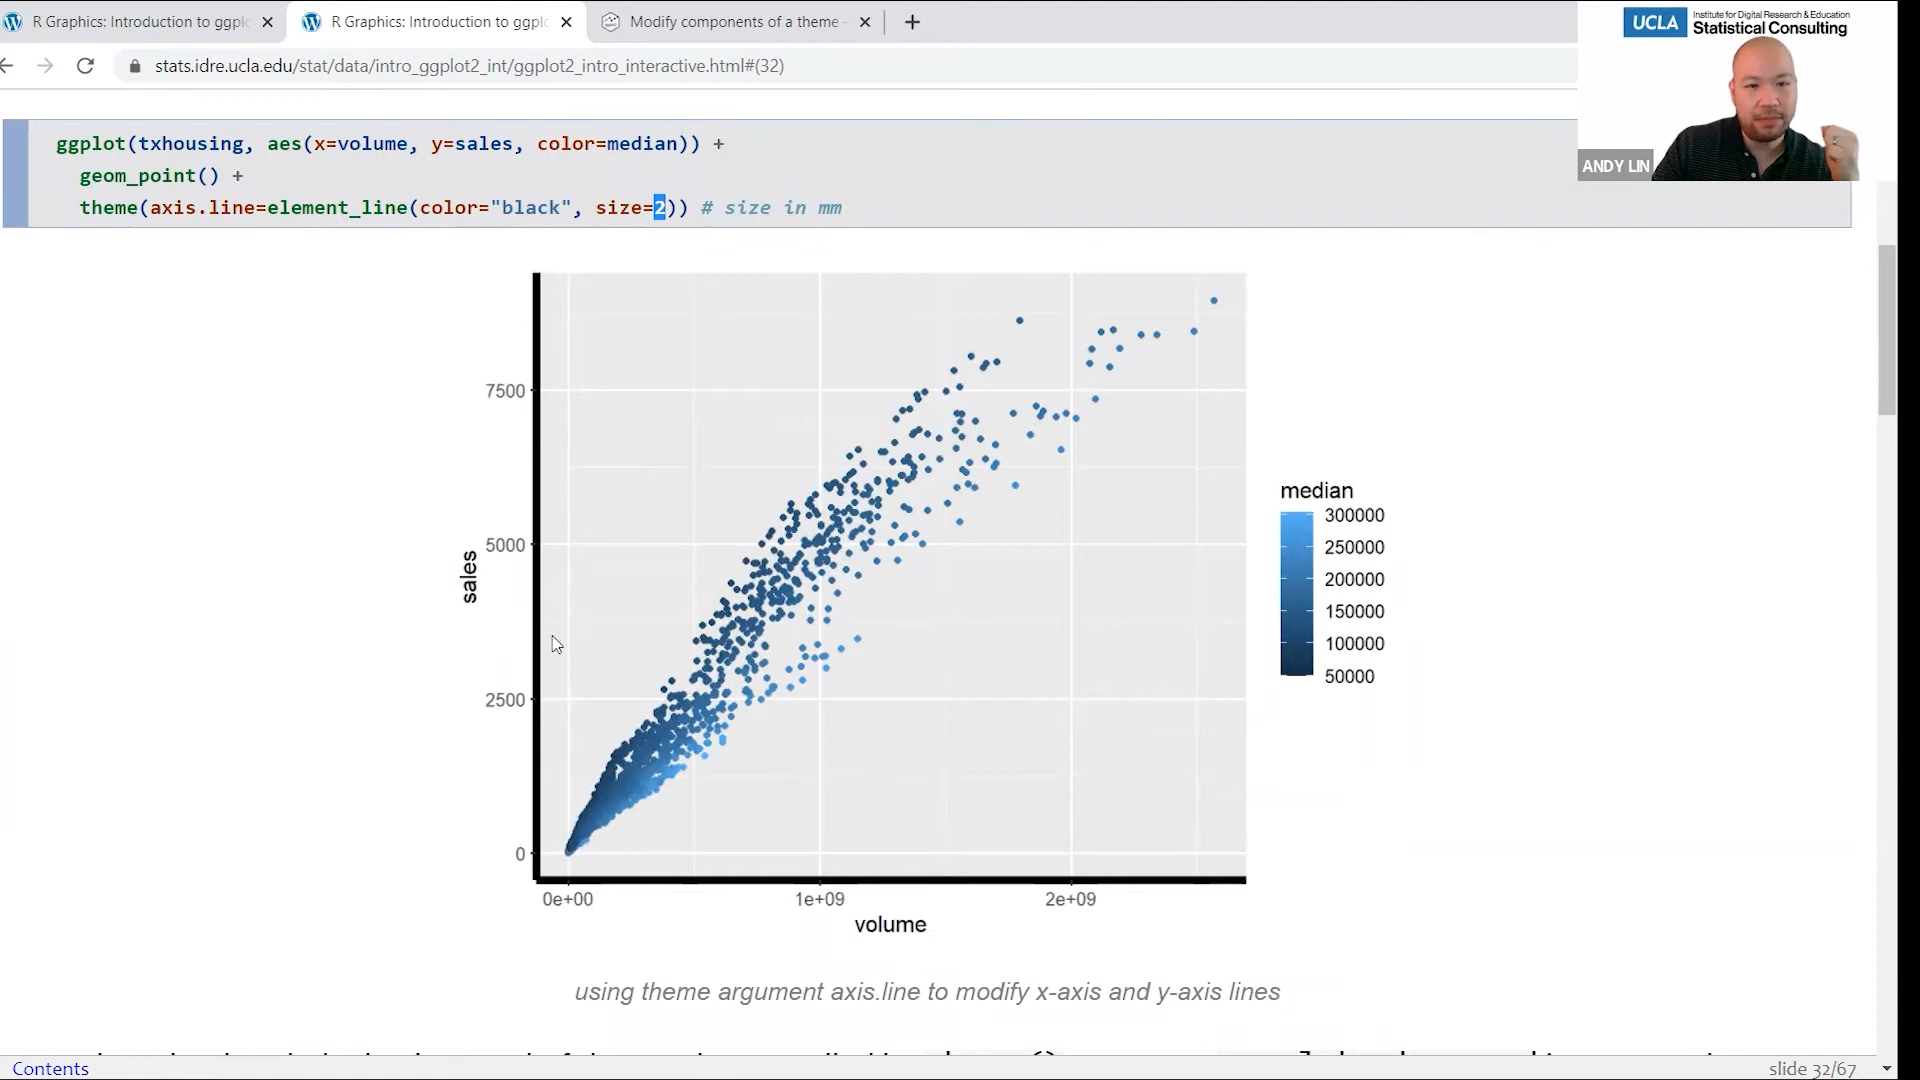 R Graphics: Introduction to ggpl
R Graphics: Introduction to ggpl
Modify components of a theme
stats.idre.ucla.edu/stat/data/intro_ggplot2_int/ggplot2_intro_interactive.html#(32)
UCLA Institute for Digital Research & Education
Statistical Consulting
ANDY LIN
ggplot(txhousing, aes(x=volume, y=sales, color=median)) +
geom_point() +
theme(axis.line=element_line(color="black", size=2)) # size in mm
7500
5000
2500
0
sales
0e+00 1e+09 2e+09
volume
median
300000
250000
200000
150000
100000
50000
using theme argument axis.line to modify x-axis and y-axis lines
Contents
slide 32/67